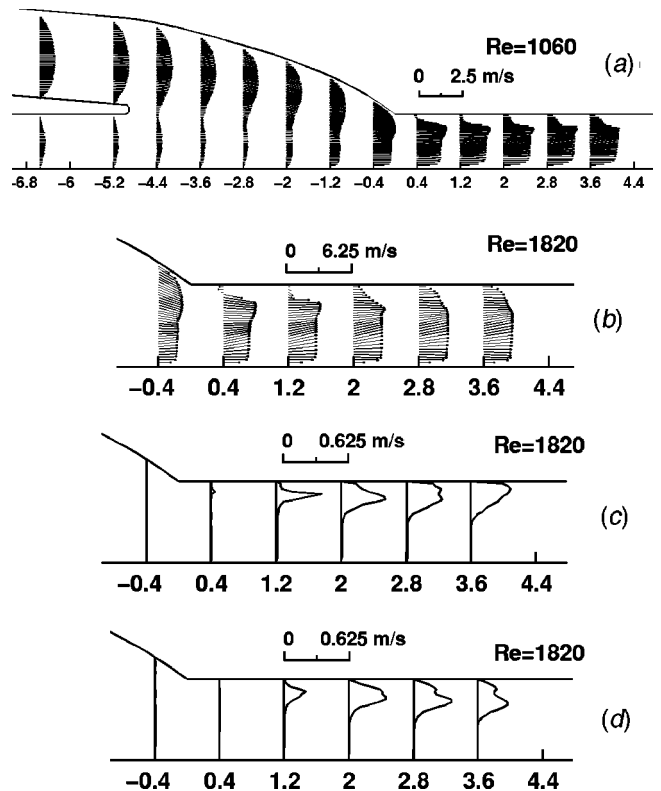 Re=1060
(a)
0 2.5 m/s
−6.8 −6 −5.2 −4.4 −3.6 −2.8 −2 −1.2 −0.4 0.4 1.2 2 2.8 3.6 4.4
0 6.25 m/s
Re=1820
(b)
−0.4 0.4 1.2 2 2.8 3.6 4.4
0 0.625 m/s
Re=1820
(c)
−0.4 0.4 1.2 2 2.8 3.6 4.4
0 0.625 m/s
Re=1820
(d)
−0.4 0.4 1.2 2 2.8 3.6 4.4